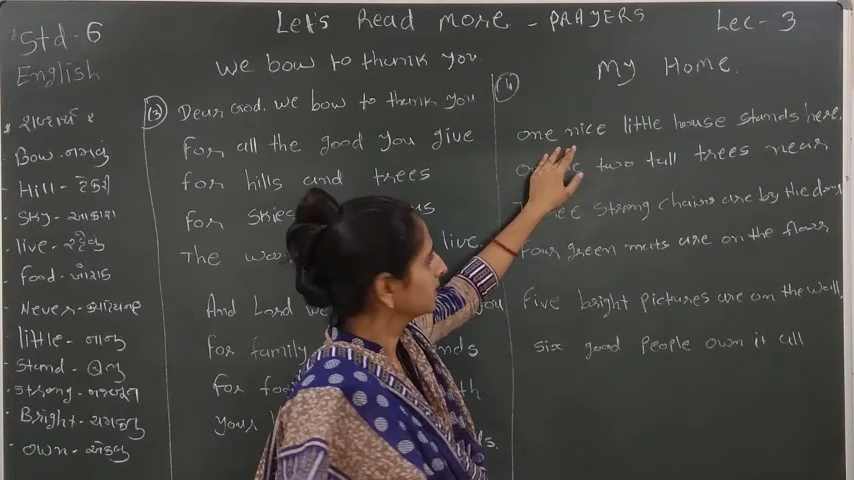 Std - 6
English
Let's Read more - PRAYERS
Lec - 3
* શબ્દાર્થ *
Bow - નમવું
Hill - ટેકરી
Sky - આકાશ
live - રહેવું
food - ખોરાક
Never - ક્યારેય નહિ
little - નાનું
Stand -
Strong - મજબૂત
Bright - ચમકતું
Own -
We bow to thank you
(3) Dear God. We bow to thank you
For all the good you give
for hills and trees
for skies
The live.
And Lord
For family
for
your
(4) My Home.
one nice little house stands here.
two tall trees near
strong chairs are by the door
Four green mats are on the floor
five bright pictures are on the wall.
six good people own it all